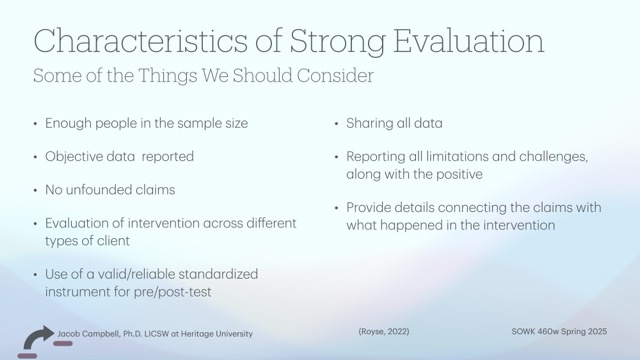 Characteristics of Strong Evaluation
Some of the Things We Should Consider
• Enough people in the sample size
• Objective data reported
• No unfounded claims
• Evaluation of intervention across different
types of client
• Use of a valid/reliable standardized
instrument for pre/post-test
• Sharing all data
• Reporting all limitations and challenges,
along with the positive
• Provide details connecting the claims with
what happened in the intervention
Jacob Campbell, Ph.D. LICSW at Heritage University
(Royse, 2022)
SOWK 460w Spring 2025